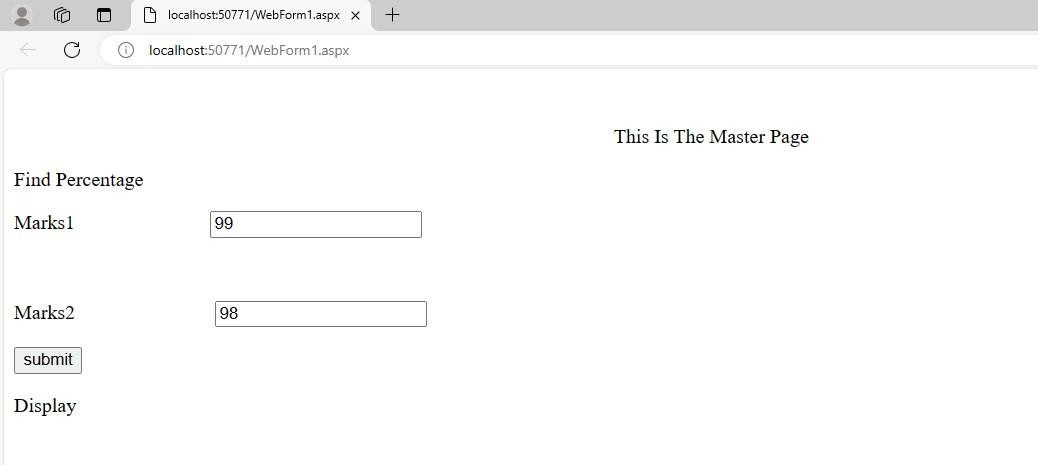 localhost:50771/WebForm1.aspx
localhost:50771/WebForm1.aspx
This Is The Master Page
Find Percentage
Marks1 99
Marks2 98
submit
Display